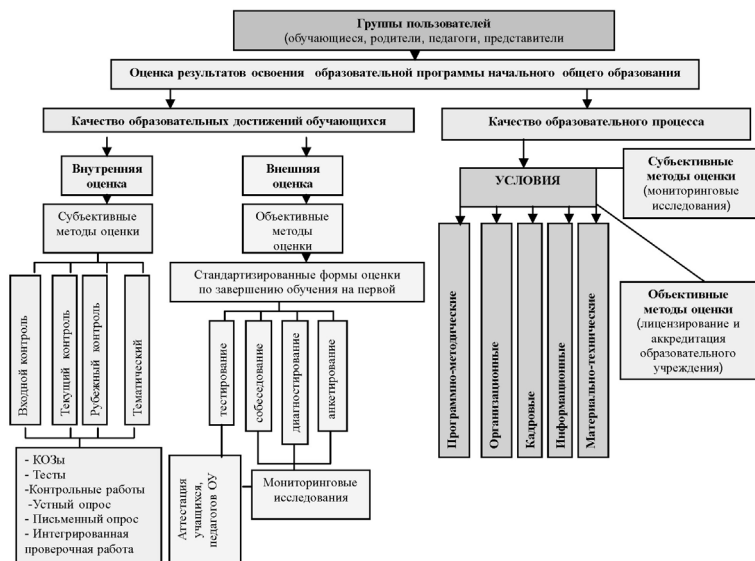 Группы пользователей
(обучающиеся, родители, педагоги, представители
Оценка результатов освоения образовательной программы начального общего образования
Качество образовательных достижений обучающихся
Качество образовательного процесса
Внутренняя
оценка
Внешняя
оценка
УСЛОВИЯ
Субъективные
методы оценки
(мониторинговые
исследования)
Субъективные
методы оценки
Объективные
методы
оценки
Стандартизированные формы оценки
по завершению обучения на первой
Объективные
методы оценки
(лицензирование и
аккредитация
образовательного
учреждения)
Входной контроль
Текущий контроль
Рубежный контроль
Тематический
тестирование
собеседование
диагностирование
анкетирование
Программно-методические
Организационные
Кадровые
Информационные
Материально-технические
- КОЗы
- Тесты
-Контрольные работы
-Устный опрос
- Письменный опрос
- Интегрированная
проверочная работа
Аттестация
учащихся,
педагогов ОУ
Мониторинговые
исследования